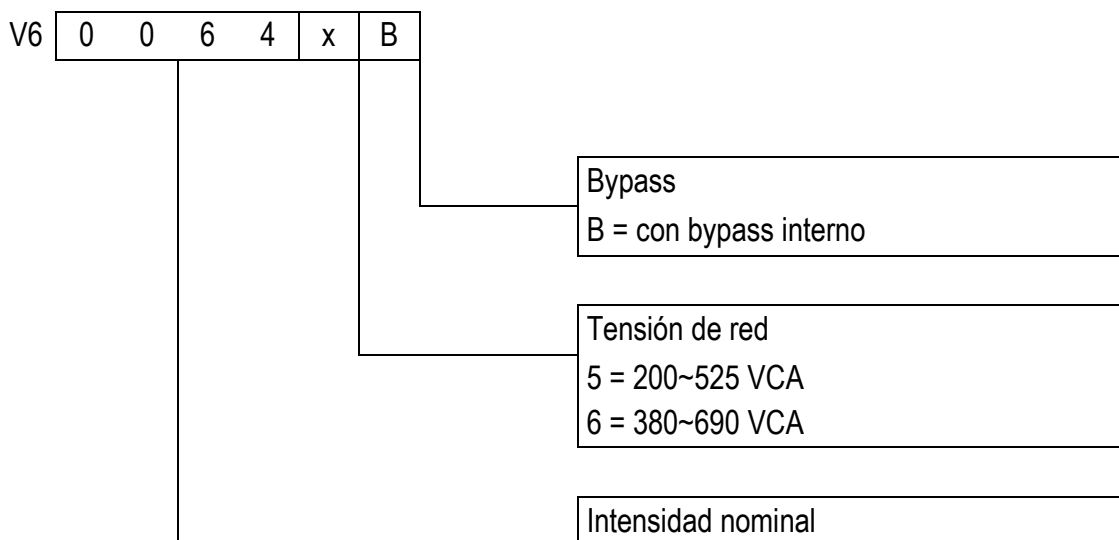 V6 0 0 6 4 x B
Bypass
B = con bypass interno
Tensión de red
5 = 200~525 VCA
6 = 380~690 VCA
Intensidad nominal